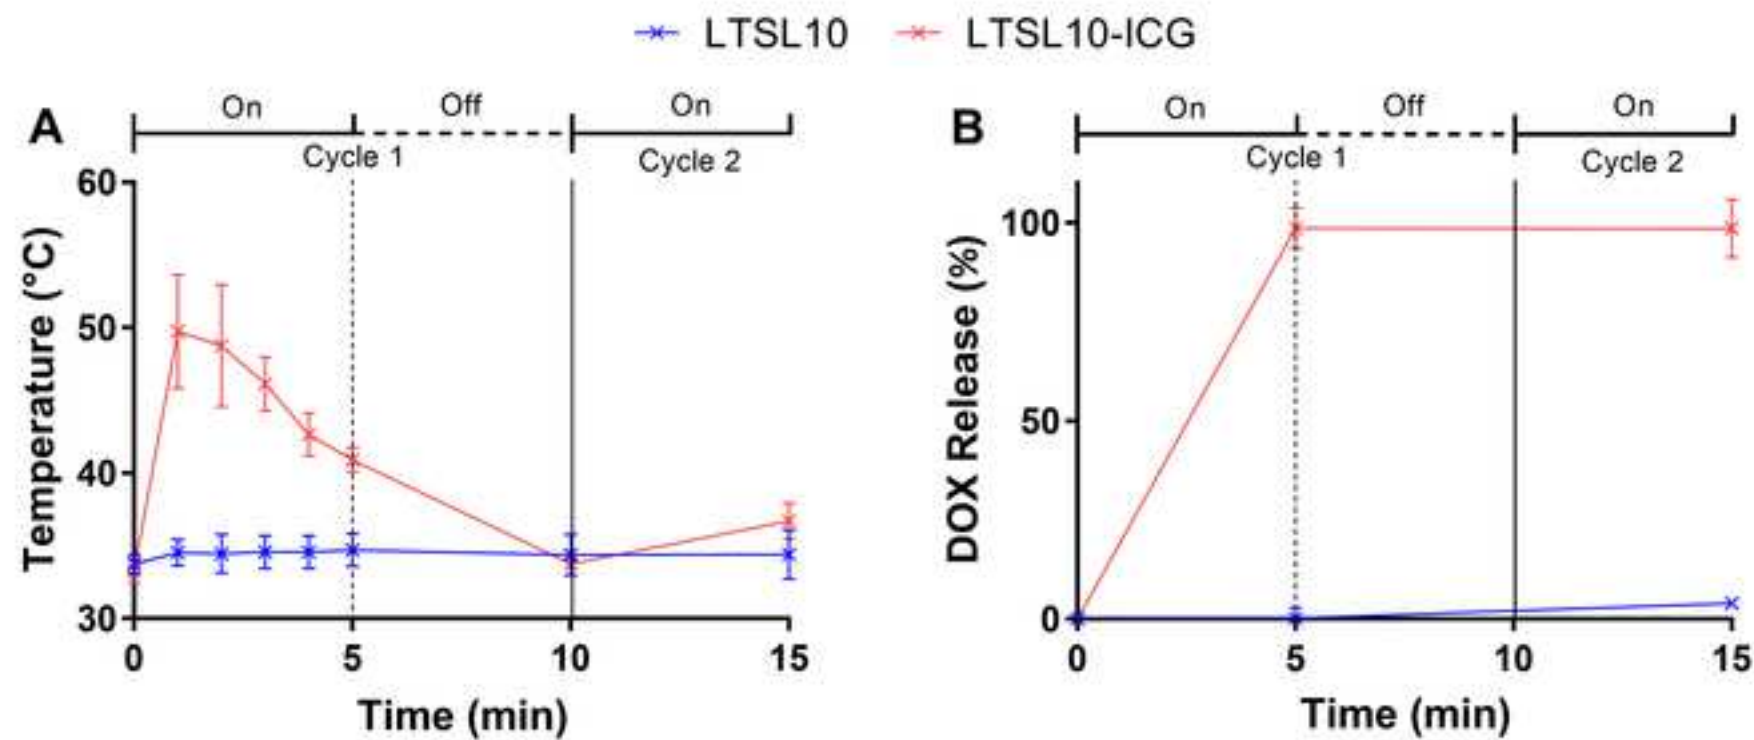 LTSL10 LTSL10-ICG
A On Off On
Cycle 1 Cycle 2
60
50
40
30
Temperature (°C)
0 5 10 15
Time (min)
B On Off On
Cycle 1 Cycle 2
100
50
0
DOX Release (%)
0 5 10 15
Time (min)